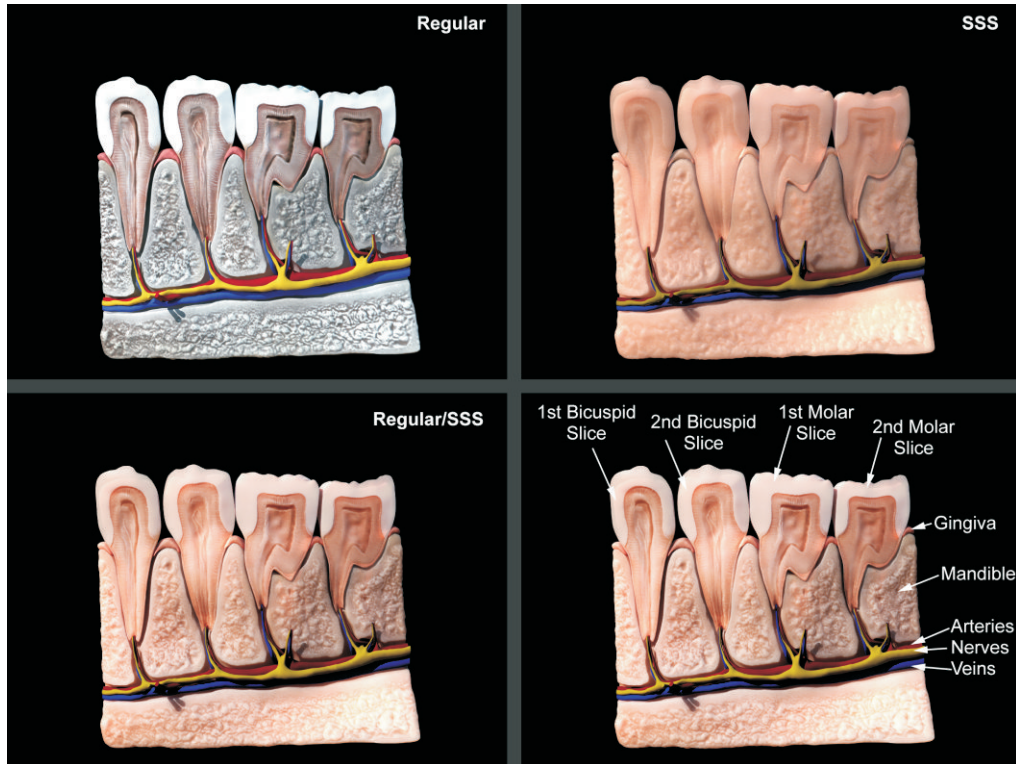 Regular
SSS
Regular/SSS
1st Bicuspid
Slice
2nd Bicuspid
Slice
1st Molar
Slice
2nd Molar
Slice
Gingiva
Mandible
Arteries
Nerves
Veins